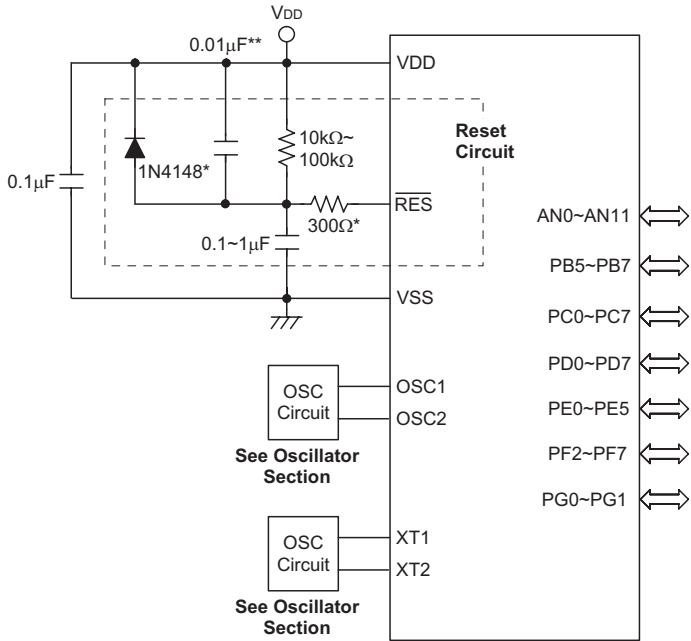 VDD
0.01μF**
VDD
Reset
Circuit
10kΩ~
100kΩ
1N4148*
0.1μF
RES
300Ω*
0.1~1μF
VSS
AN0~AN11
PB5~PB7
PC0~PC7
PD0~PD7
PE0~PE5
PF2~PF7
PG0~PG1
OSC
Circuit
OSC1
OSC2
See Oscillator
Section
OSC
Circuit
XT1
XT2
See Oscillator
Section